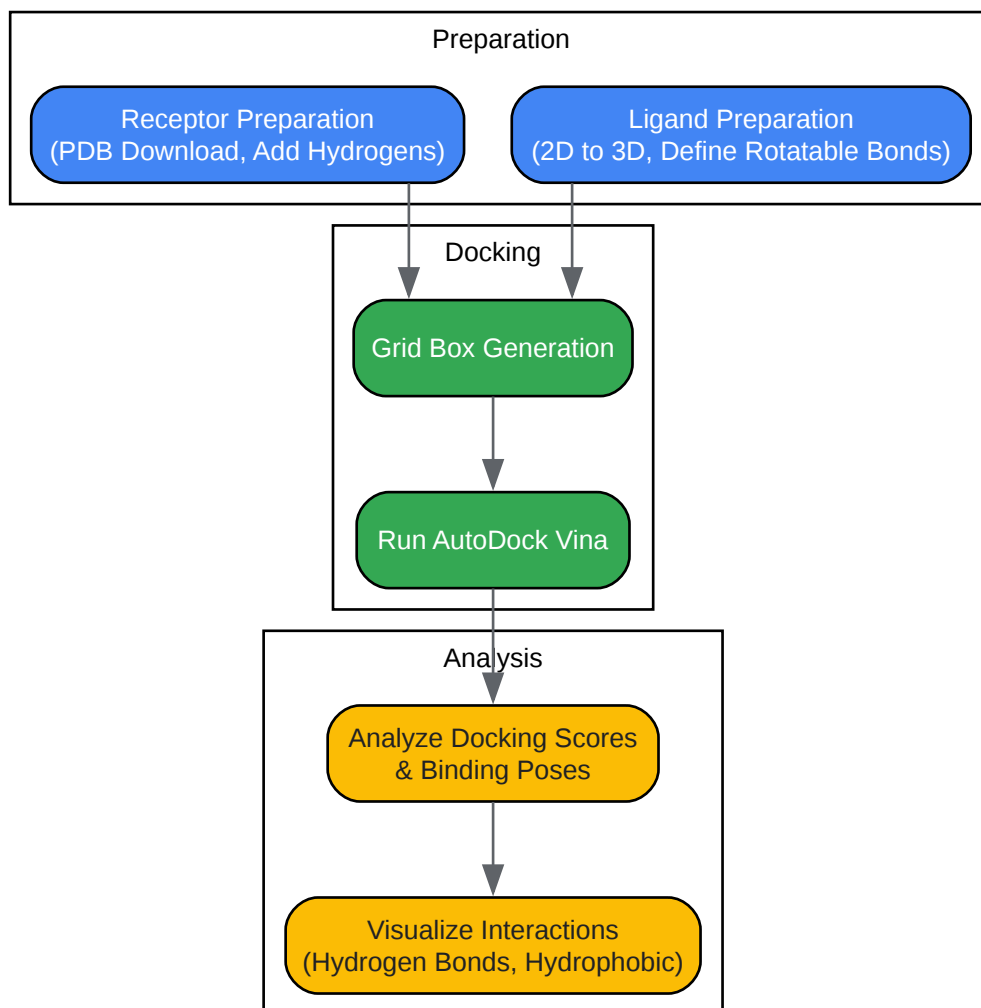 Preparation
Receptor Preparation
(PDB Download, Add Hydrogens)
Ligand Preparation
(2D to 3D, Define Rotatable Bonds)
Docking
Grid Box Generation
Run AutoDock Vina
Analysis
Analyze Docking Scores
& Binding Poses
Visualize Interactions
(Hydrogen Bonds, Hydrophobic)